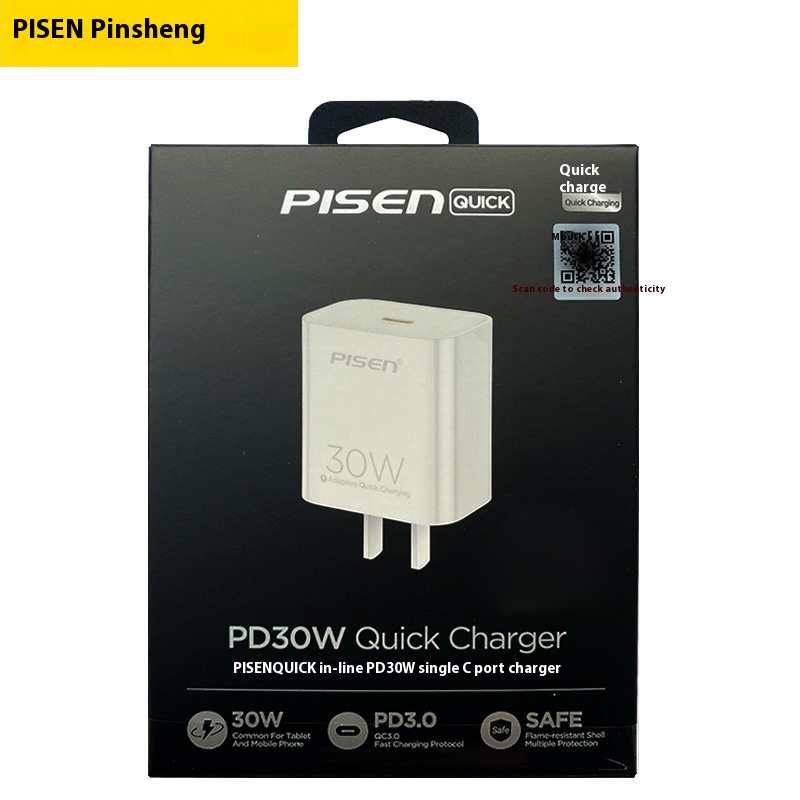 PISEN Pinsheng
PISEN QUICK
Quick
charge
Quick Charging
Scan code to check authenticity
PISEN®
30W
Adaptive Quick Charging
PD30W Quick Charger
PISENQUICK in-line PD30W single C port charger
30W
Common For Tablet
And Mobile Phone
PD3.0
QC3.0
Fast Charging Protocol
Safe
SAFE
Flame-resistant Shell
Multiple Protection